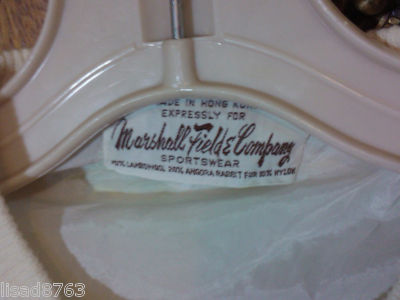 MADE IN HONG KONG
EXPRESSLY FOR
Marshall Field & Company
SPORTSWEAR
70% LAMBSWOOL 20% ANGORA RABBIT FUR 10% NYLON
© lisad8763